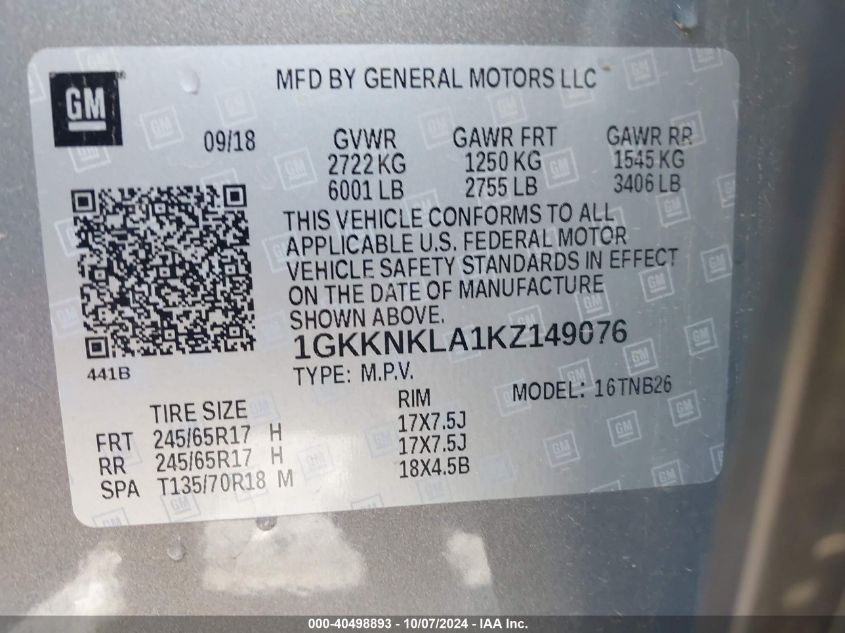 GM
MFD BY GENERAL MOTORS LLC
09/18 GVWR GAWR FRT GAWR RR
2722 KG 1250 KG 1545 KG
6001 LB 2755 LB 3406 LB
THIS VEHICLE CONFORMS TO ALL
APPLICABLE U.S. FEDERAL MOTOR
VEHICLE SAFETY STANDARDS IN EFFECT
ON THE DATE OF MANUFACTURE
SHOWN ABOVE.
1GKKNKLA1KZ149076
441B
TYPE: M.P.V. MODEL: 16TNB26
TIRE SIZE RIM
FRT 245/65R17 H 17X7.5J
RR 245/65R17 H 17X7.5J
SPA T135/70R18 M 18X4.5B
000-40498893 - 10/07/2024 - IAA Inc.